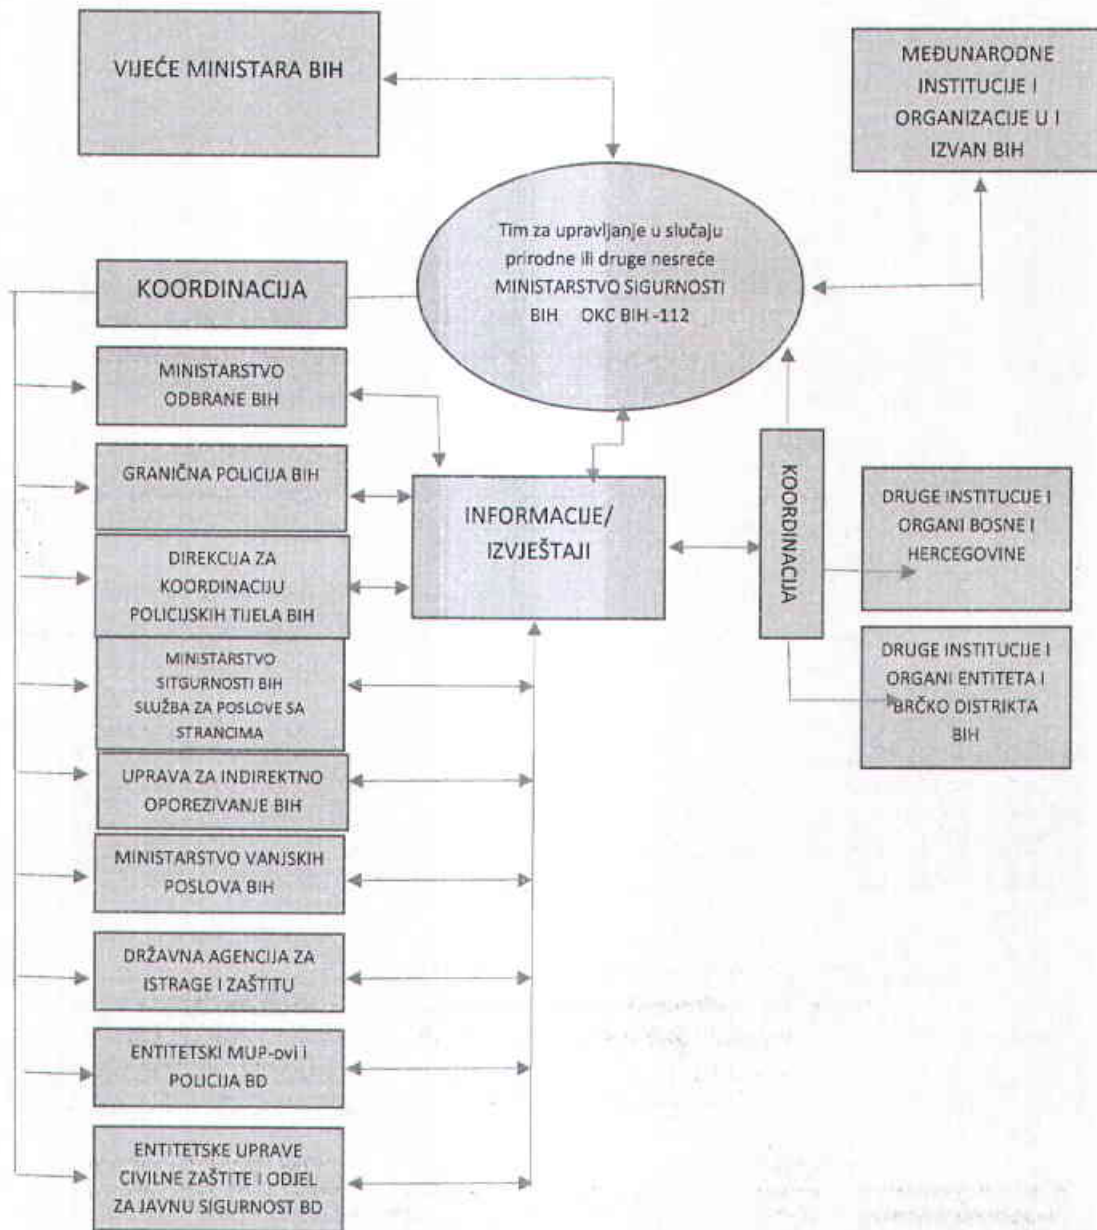 VIJEĆE MINISTARA BIH
MEĐUNARODNE
INSTITUCIJE I
ORGANIZACIJE U I
IZVAN BIH
Tim za upravljanje u slučaju
prirodne ili druge nesreće
MINISTARSTVO SIGURNOSTI
BIH OKC BIH -112
KOORDINACIJA
MINISTARSTVO
ODBRANE BIH
GRANIČNA POLICIJA BIH
DIREKCIJA ZA
KOORDINACIJU
POLICIJSKIH TIJELA BIH
MINISTARSTVO
SITGURNOSTI BIH
SLUŽBA ZA POSLOVE SA
STRANCIMA
UPRAVA ZA INDIREKTNO
OPOREZIVANJE BIH
MINISTARSTVO VANJSKIH
POSLOVA BIH
DRŽAVNA AGENCIJA ZA
ISTRAGE I ZAŠTITU
ENTITETSKI MUP-ovi i
POLICIJA BD
ENTITETSKE UPRAVE
CIVILNE ZAŠTITE I ODJEL
ZA JAVNU SIGURNOST BD
INFORMACIJE/
IZVJEŠTAJI
KOORDINACIJA
DRUGE INSTITUCIJE I
ORGANI BOSNE I
HERCEGOVINE
DRUGE INSTITUCIJE I
ORGANI ENTITETA I
BRČKO DISTRIKTA
BIH